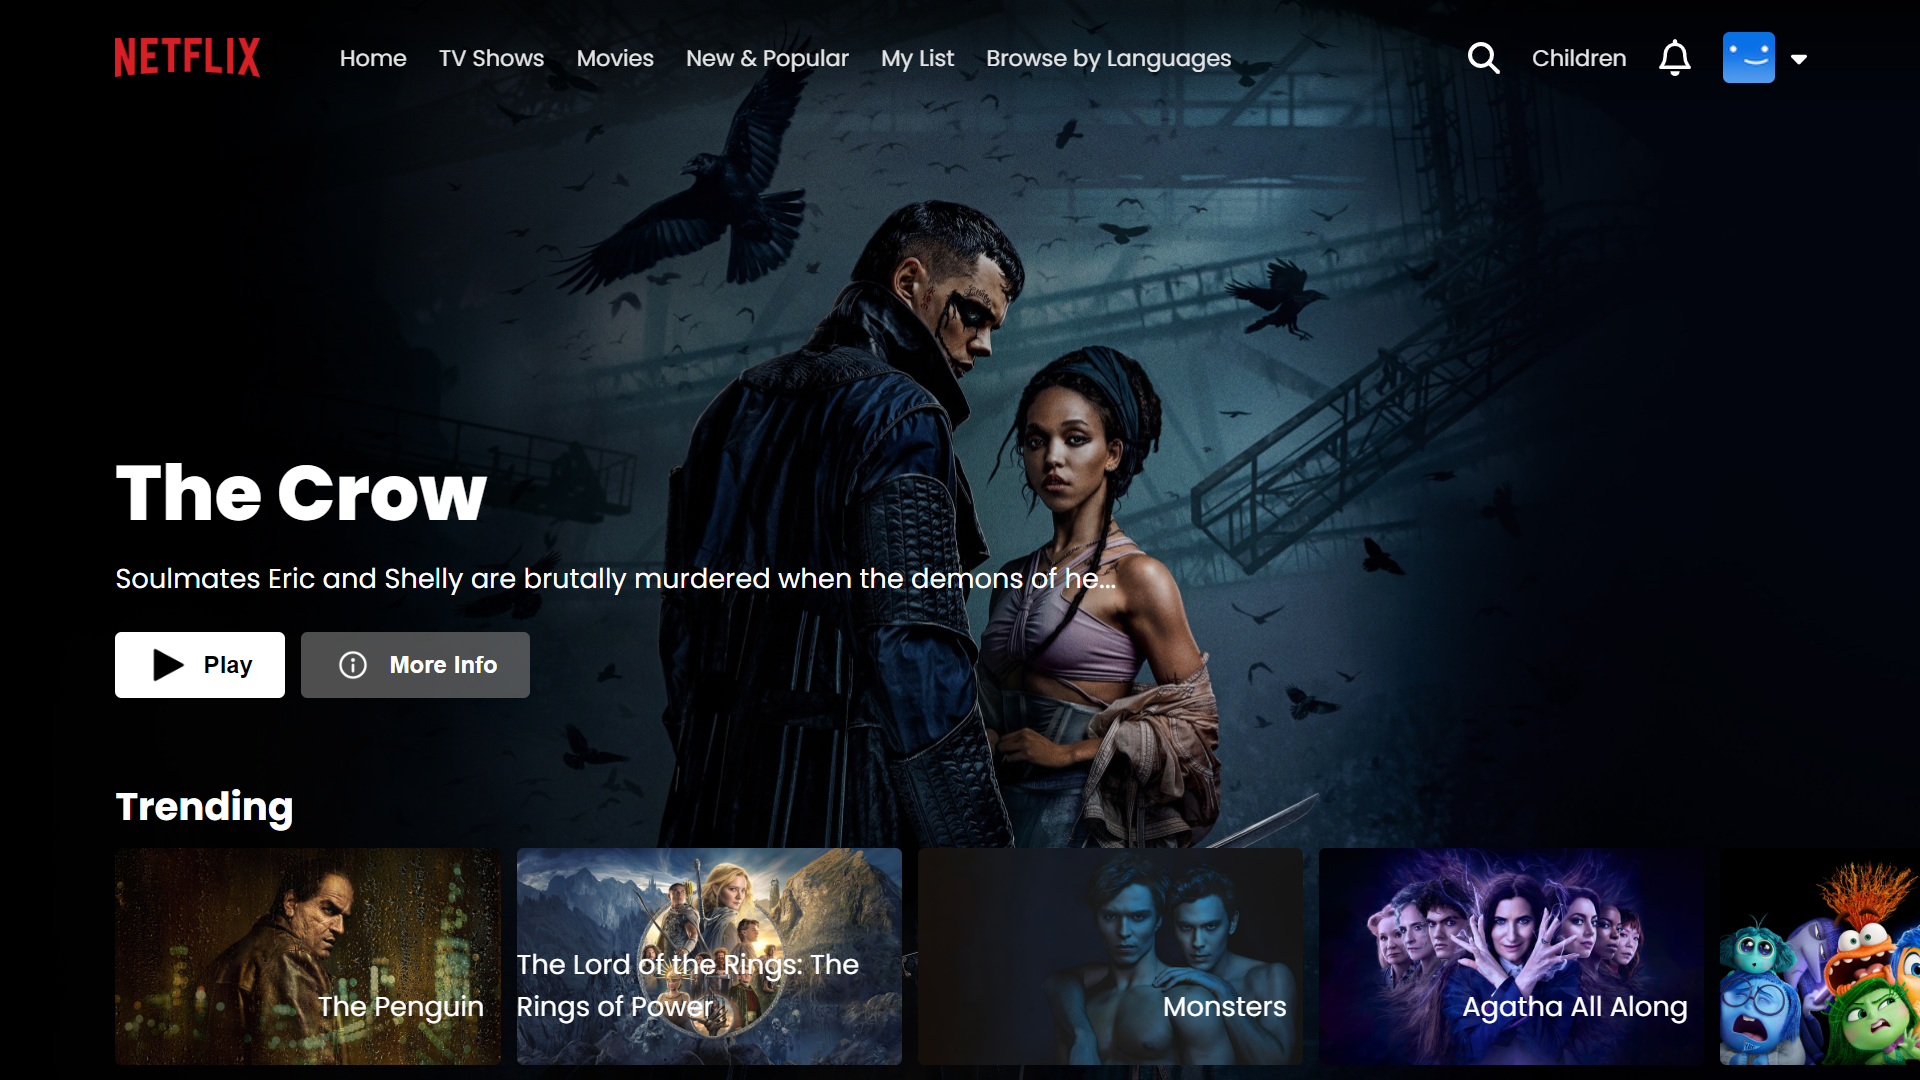 NETFLIX
Home
TV Shows
Movies
New & Popular
My List
Browse by Languages
Children
The Crow
Soulmates Eric and Shelly are brutally murdered when the demons of he...
Play
More Info
Trending
The Penguin
The Lord of the Rings: The
Rings of Power
Monsters
Agatha All Along